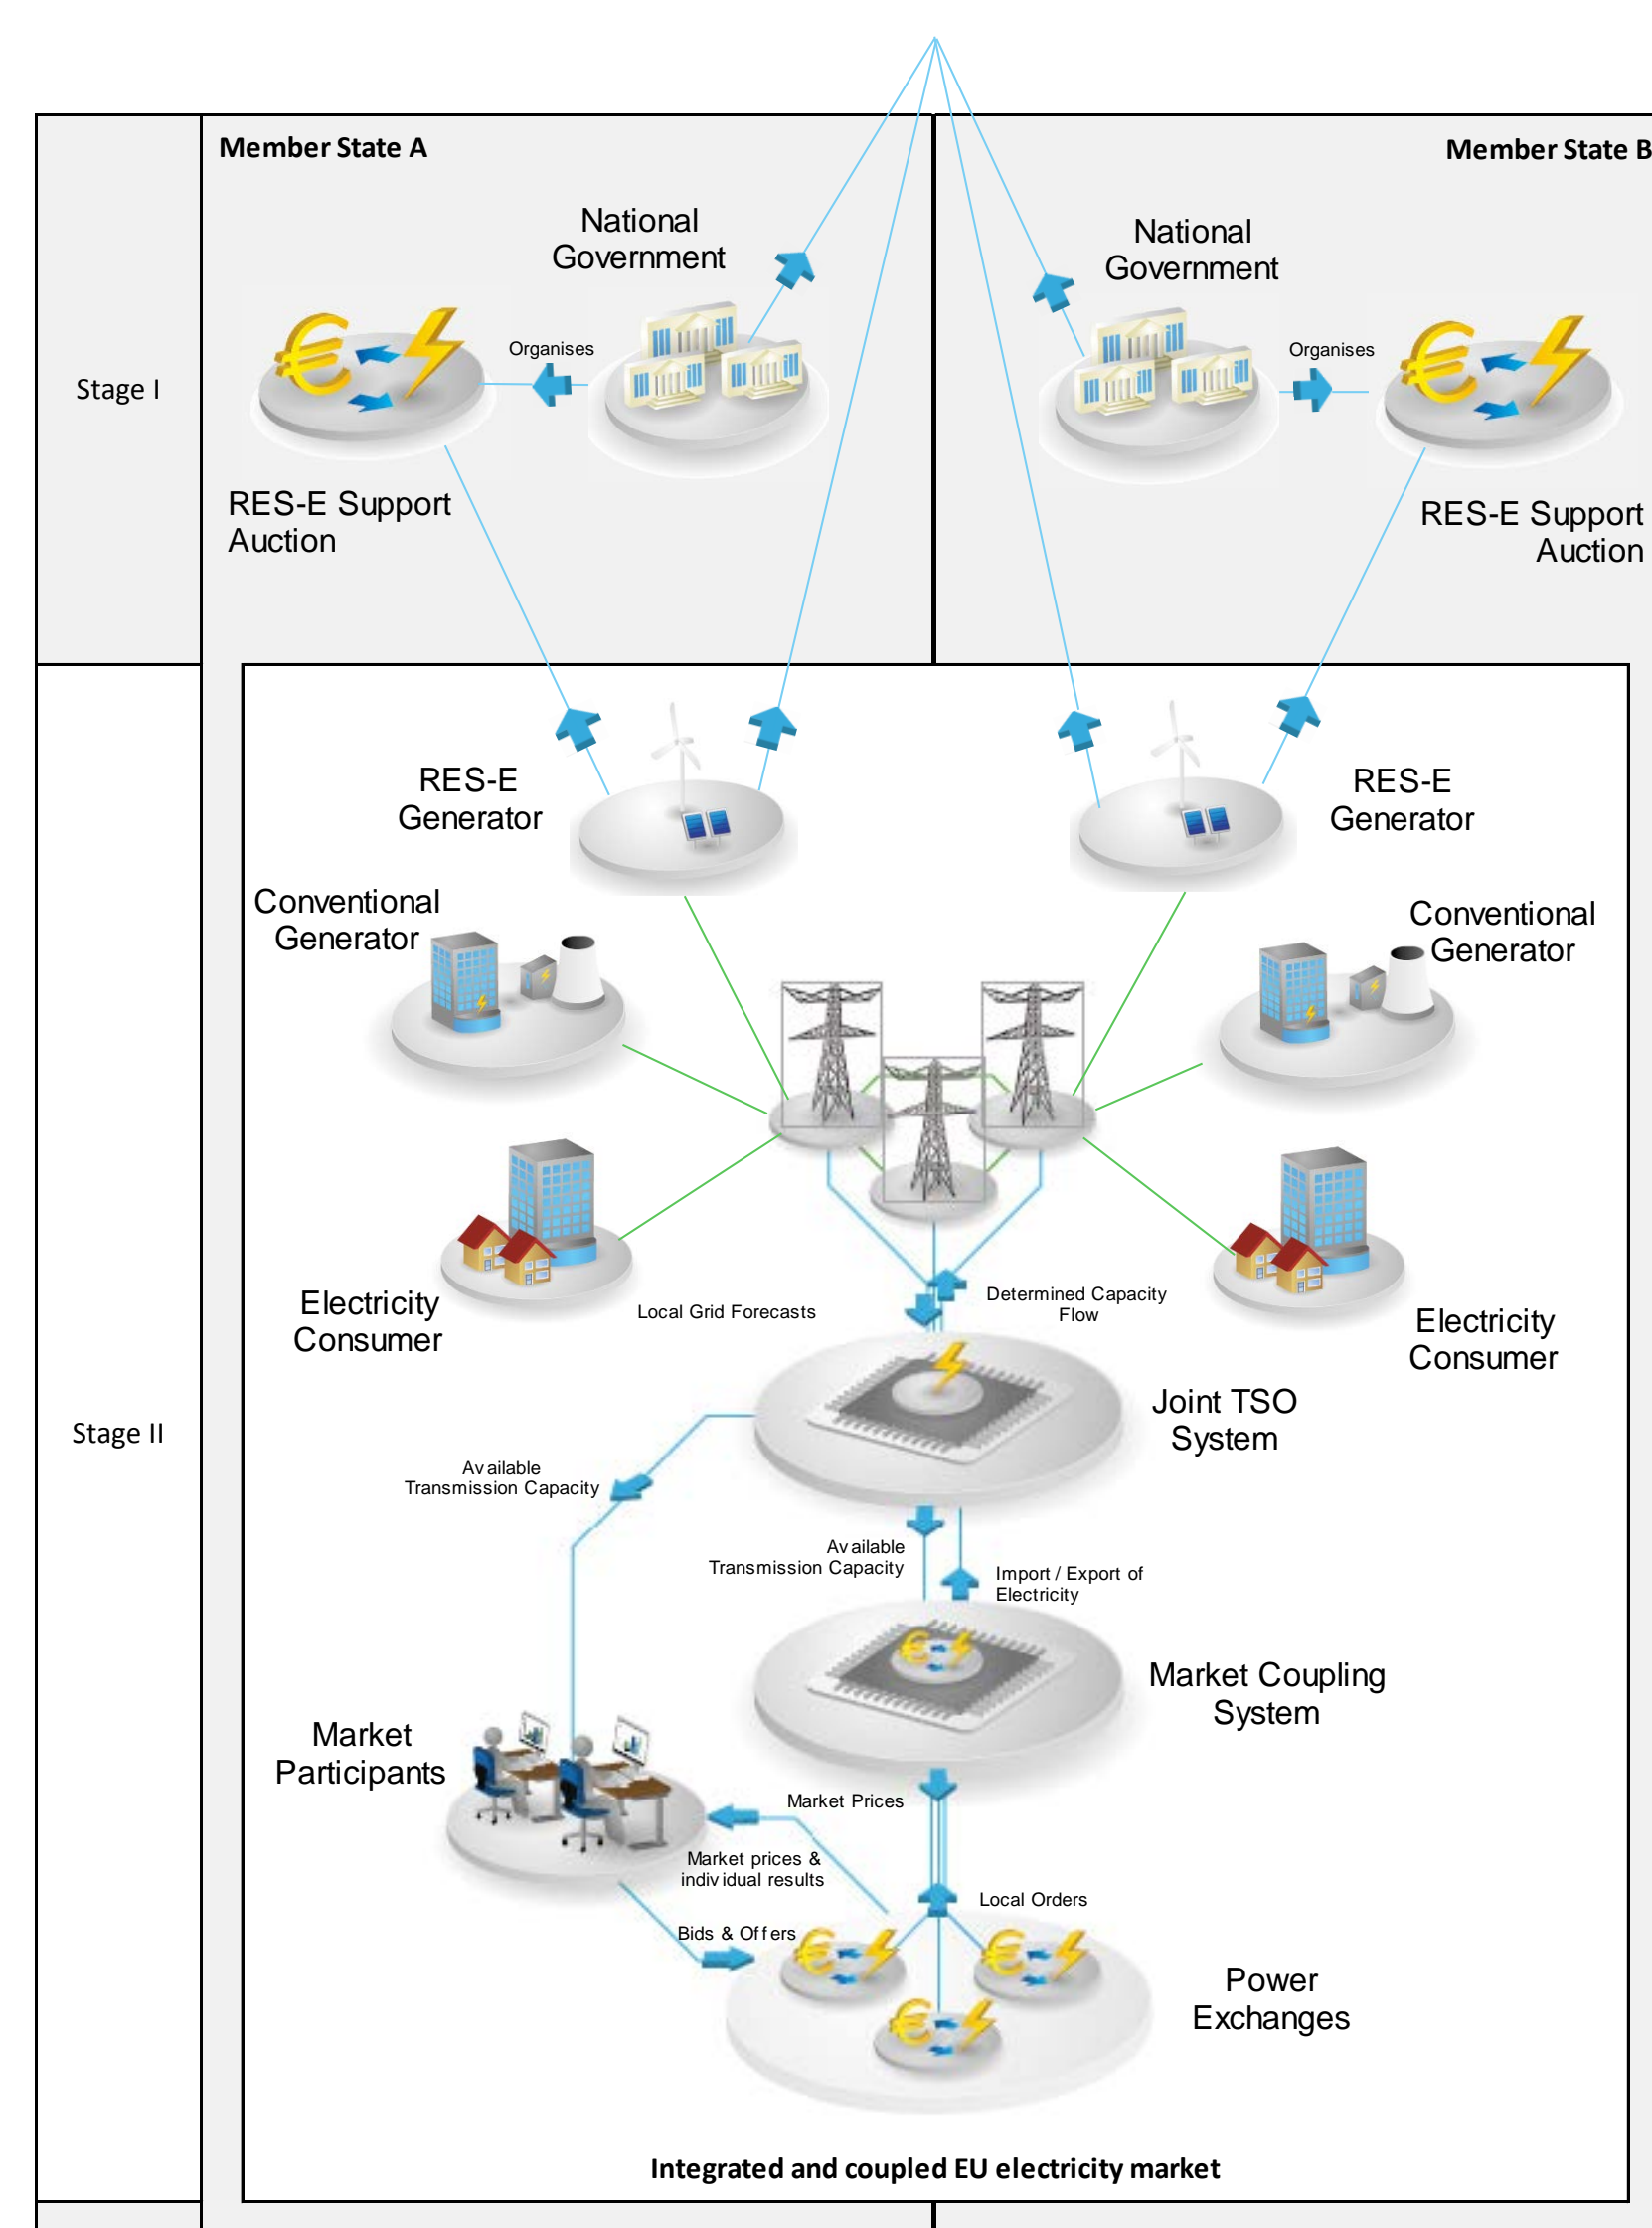 Member State A
Member State B
National
Government
National
Government
Organises
Organises
Stage I
RES-E Support
Auction
RES-E Support
Auction
RES-E
Generator
RES-E
Generator
Conventional
Generator
Conventional
Generator
Electricity
Consumer
Local Grid Forecasts
Determined Capacity
Flow
Electricity
Consumer
Joint TSO
System
Stage II
Available
Transmission Capacity
Available
Transmission Capacity
Import / Export of
Electricity
Market Coupling
System
Market
Participants
Market Prices
Market prices &
individual results
Local Orders
Bids & Offers
Power
Exchanges
Integrated and coupled EU electricity market